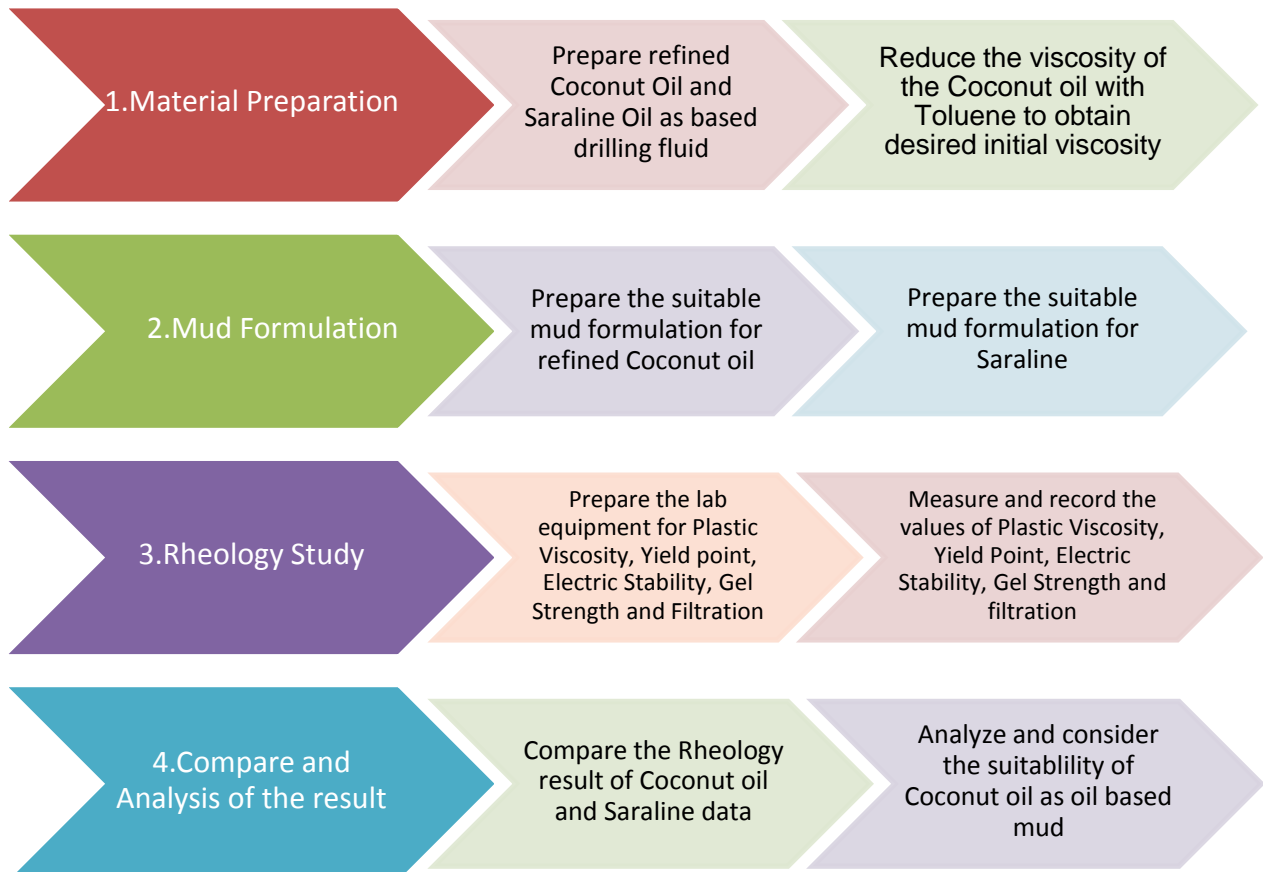 1.Material Preparation
Prepare refined
Coconut Oil and
Saraline Oil as based
drilling fluid
Reduce the viscosity of
the Coconut oil with
Toluene to obtain
desired initial viscosity
2.Mud Formulation
Prepare the suitable
mud formulation for
refined Coconut oil
Prepare the suitable
mud formulation for
Saraline
3.Rheology Study
Prepare the lab
equipment for Plastic
Viscosity, Yield point,
Electric Stability, Gel
Strength and Filtration
Measure and record the
values of Plastic Viscosity,
Yield Point, Electric
Stability, Gel Strength and
filtration
4.Compare and
Analysis of the result
Compare the Rheology
result of Coconut oil
and Saraline data
Analyze and consider
the suitablility of
Coconut oil as oil based
mud